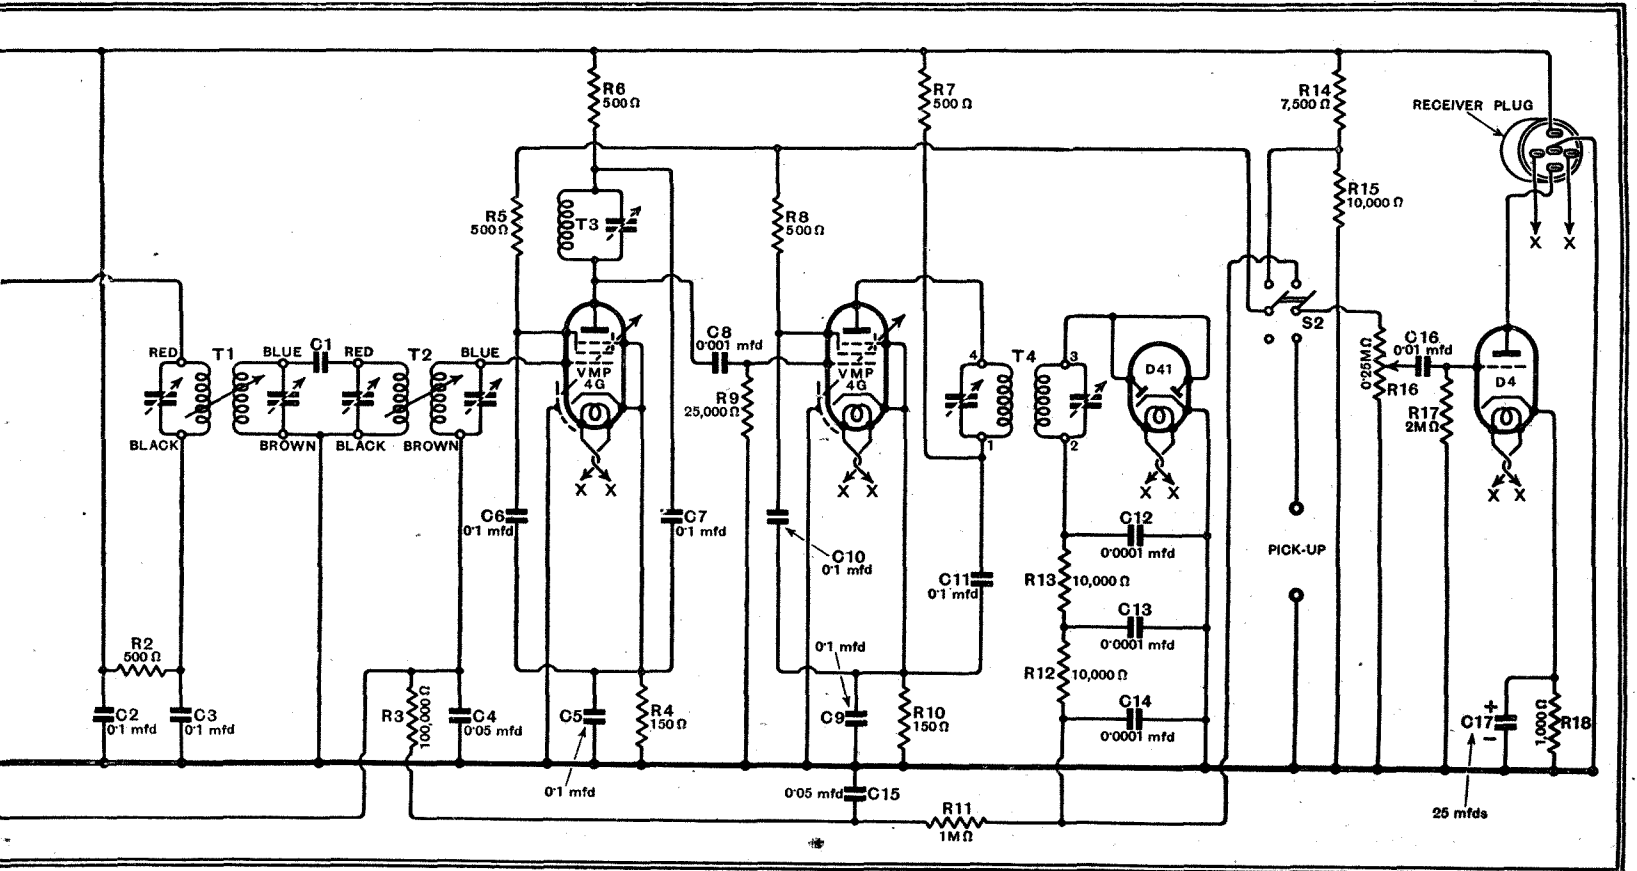 R6
500 Ω
R7
500 Ω
R14
7,500 Ω
RECEIVER PLUG
R5
500 Ω
T3
R8
500 Ω
R15
10,000 Ω
X X
S2
RED
T1
BLUE
C1
RED
T2
BLUE
VMP
4G
C8
0·001 mfd
VMP
4G
4
T4
3
D41
0·25MΩ
R16
C16
0·01 mfd
D4
R9
25,000 Ω
R17
2MΩ
BLACK
BROWN
BLACK
BROWN
1
2
X X
X X
X X
X X
C6
0·1 mfd
C7
0·1 mfd
C10
0·1 mfd
C11
0·1 mfd
C12
0·0001 mfd
R13
10,000 Ω
C13
0·0001 mfd
R12
10,000 Ω
C14
0·0001 mfd
PICK-UP
R2
500 Ω
C2
0·1 mfd
C3
0·1 mfd
R3
100,000 Ω
C4
0·05 mfd
C5
0·1 mfd
R4
150 Ω
0·1 mfd
C9
R10
150 Ω
+
C17
–
25 mfds
1,000 Ω
R18
0·05 mfd
C15
R11
1MΩ